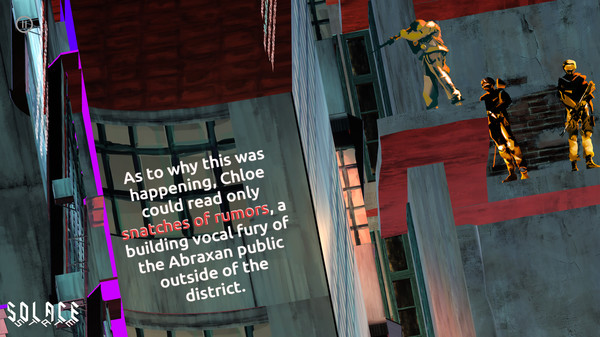 As to why this was
happening, Chloe
could read only
snatches of rumors, a
building vocal fury of
the Abraxan public
outside of the
district.
SOLACE
STATE